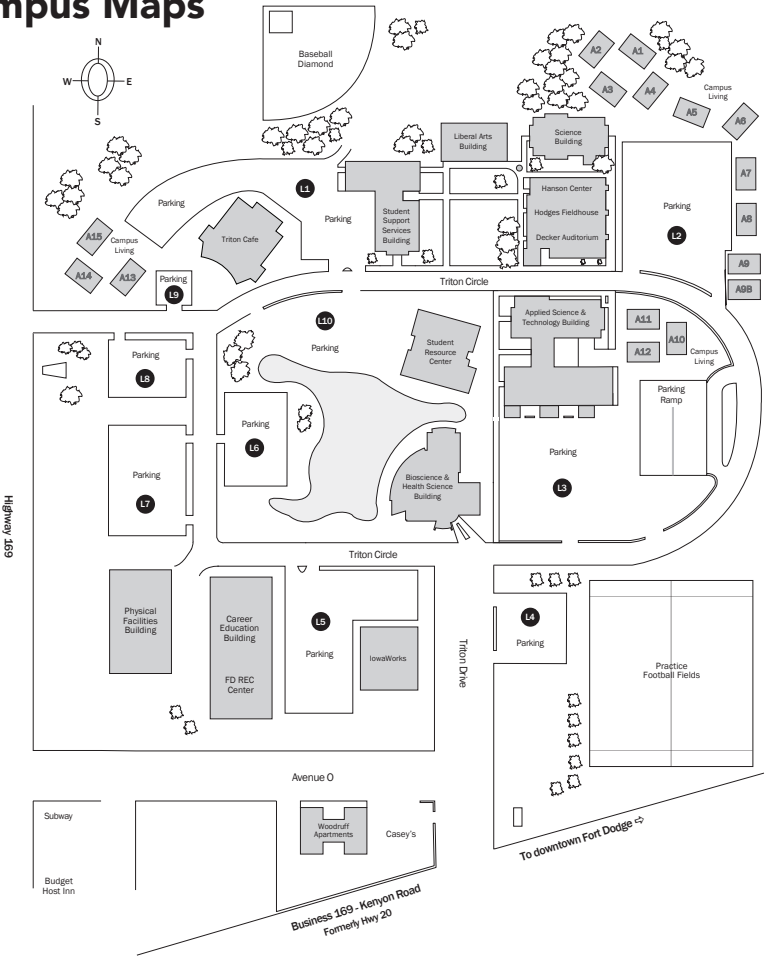 mpus Maps
N
W
E
S
Baseball
Diamond
A2
A1
A3
A4
Campus
Living
A5
A6
Liberal Arts
Building
Science
Building
A7
L1
Parking
Parking
Student
Support
Services
Building
Hanson Center
Hodges Fieldhouse
Decker Auditorium
Parking
L2
A8
A15
Campus
Living
A14
A13
Triton Cafe
A9
A9B
Parking
L9
Triton Circle
L10
Parking
Student
Resource
Center
Applied Science &
Technology Building
A11
A10
A12
Campus
Living
Parking
L8
Parking
Ramp
Parking
L6
Parking
L7
Bioscience &
Health Science
Building
Parking
L3
Highway 169
Triton Circle
Physical
Facilities
Building
Career
Education
Building
FD REC
Center
L5
Parking
IowaWorks
Triton Drive
L4
Parking
Practice
Football Fields
Avenue O
Subway
Budget
Host Inn
Woodruff
Apartments
Casey's
To downtown Fort Dodge ⇨
Business 169 - Kenyon Road
Formerly Hwy 20